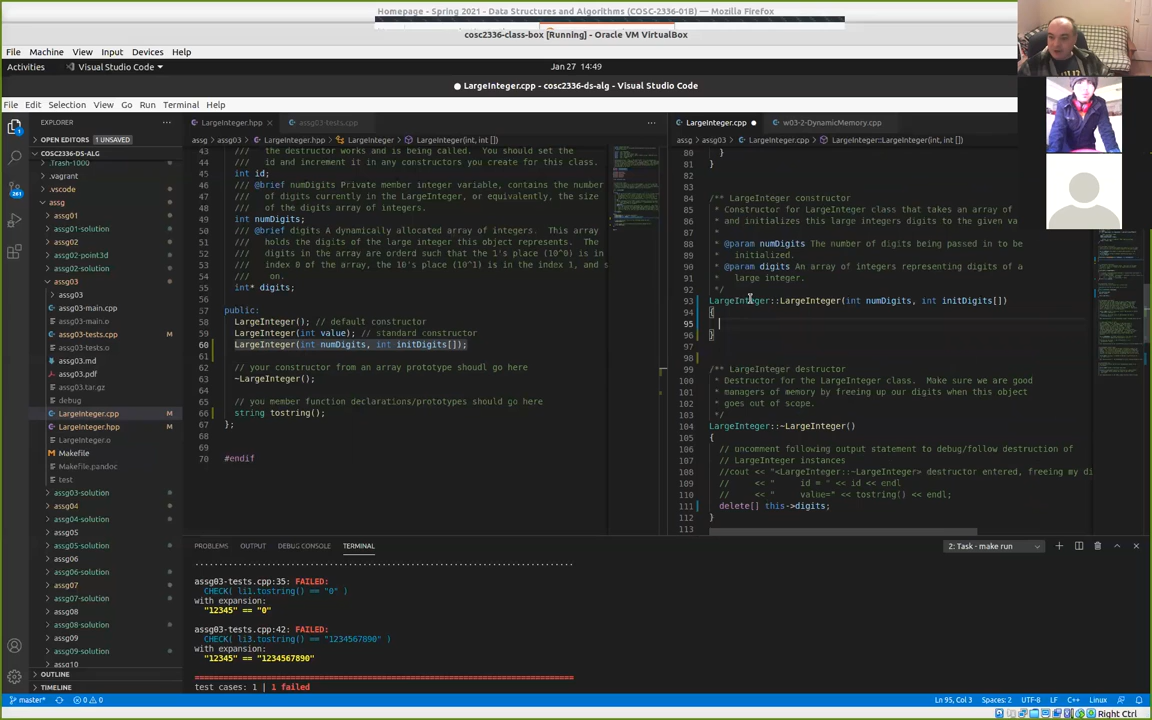 Homepage - Spring 2021 - Data Structures and Algorithms (COSC-2336-01B) — Mozilla Firefox
cosc2336-class-box [Running] - Oracle VM VirtualBox
File Machine View Input Devices Help
Activities Visual Studio Code Jan 27 14:49
● LargeInteger.cpp - cosc2336-ds-alg - Visual Studio Code
File Edit Selection View Go Run Terminal Help
EXPLORER
OPEN EDITORS 1 UNSAVED
COSC2336-DS-ALG
.Trash-1000
.vagrant
.vscode
assg
assg01
assg01-solution
assg02
assg02-point3d
assg02-solution
assg03
assg03
assg03-main.cpp
assg03-main.o
assg03-tests.cpp M
assg03-tests.o
assg03.md
assg03.pdf
assg03.tar.gz
debug
LargeInteger.cpp M
LargeInteger.hpp M
LargeInteger.o
Makefile M
Makefile.pandoc
test
assg03-solution
assg04
assg04-solution
assg05
assg05-solution
assg06
assg06-solution
assg07
assg07-solution
assg08
assg08-solution
assg09
assg09-solution
assg10
OUTLINE
TIMELINE
LargeInteger.hpp assg03-tests.cpp
assg > assg03 > LargeInteger.hpp > LargeInteger > LargeInteger(int, int [])
43 /// the destructor works and is being called. You should set the
44 /// id and increment it in any constructors you create for this class.
45 int id;
46 /// @brief numDigits Private member integer variable, contains the number
47 /// of digits currently in the LargeInteger, or equivalently, the size
48 /// of the digits array of integers.
49 int numDigits;
50 /// @brief digits A dynamically allocated array of integers. This array
51 /// holds the digits of the large integer this object represents. The
52 /// digits in the array are orderd such that the 1's place (10^0) is in
53 /// index 0 of the array, the 10's place (10^1) is in the index 1, and s
54 /// on.
55 int* digits;
56
57 public:
58 LargeInteger(); // default constructor
59 LargeInteger(int value); // standard constructor
60 LargeInteger(int numDigits, int initDigits[]);
61
62 // your constructor from an array prototype shoudl go here
63 ~LargeInteger();
64
65 // you member function declarations/prototypes should go here
66 string tostring();
67 };
68
69
70 #endif
LargeInteger.cpp ● w03-2-DynamicMemory.cpp
assg > assg03 > LargeInteger.cpp > LargeInteger::LargeInteger(int, int [])
80 }
81 }
82
83
84 /** LargeInteger constructor
85 * Constructor for LargeInteger class that takes an array of
86 * and initializes this large integers digits to the given va
87 *
88 * @param numDigits The number of digits being passed in to be
89 * initialized.
90 * @param digits An array of integers representing digits of a
91 * large integer.
92 */
93 LargeInteger::LargeInteger(int numDigits, int initDigits[])
94 {
95
96 }
97
98
99 /** LargeInteger destructor
100 * Destructor for the LargeInteger class. Make sure we are good
101 * managers of memory by freeing up our digits when this object
102 * goes out of scope.
103 */
104 LargeInteger::~LargeInteger()
105 {
106 // uncomment following output statement to debug/follow destruction of
107 // LargeInteger instances
108 //cout << "<LargeInteger::~LargeInteger> destructor entered, freeing my di
109 // << " id = " << id << endl
110 // << " value=" << tostring() << endl;
111 delete[] this->digits;
112 }
113
PROBLEMS OUTPUT DEBUG CONSOLE TERMINAL 2: Task - make run
...............................................................................
assg03-tests.cpp:35: FAILED:
CHECK( li1.tostring() == "0" )
with expansion:
"12345" == "0"
assg03-tests.cpp:42: FAILED:
CHECK( li3.tostring() == "1234567890" )
with expansion:
"12345" == "1234567890"
===============================================================================
test cases: 1 | 1 failed
master* 0 0 Ln 95, Col 3 Spaces: 2 UTF-8 LF C++ Linux
Right Ctrl